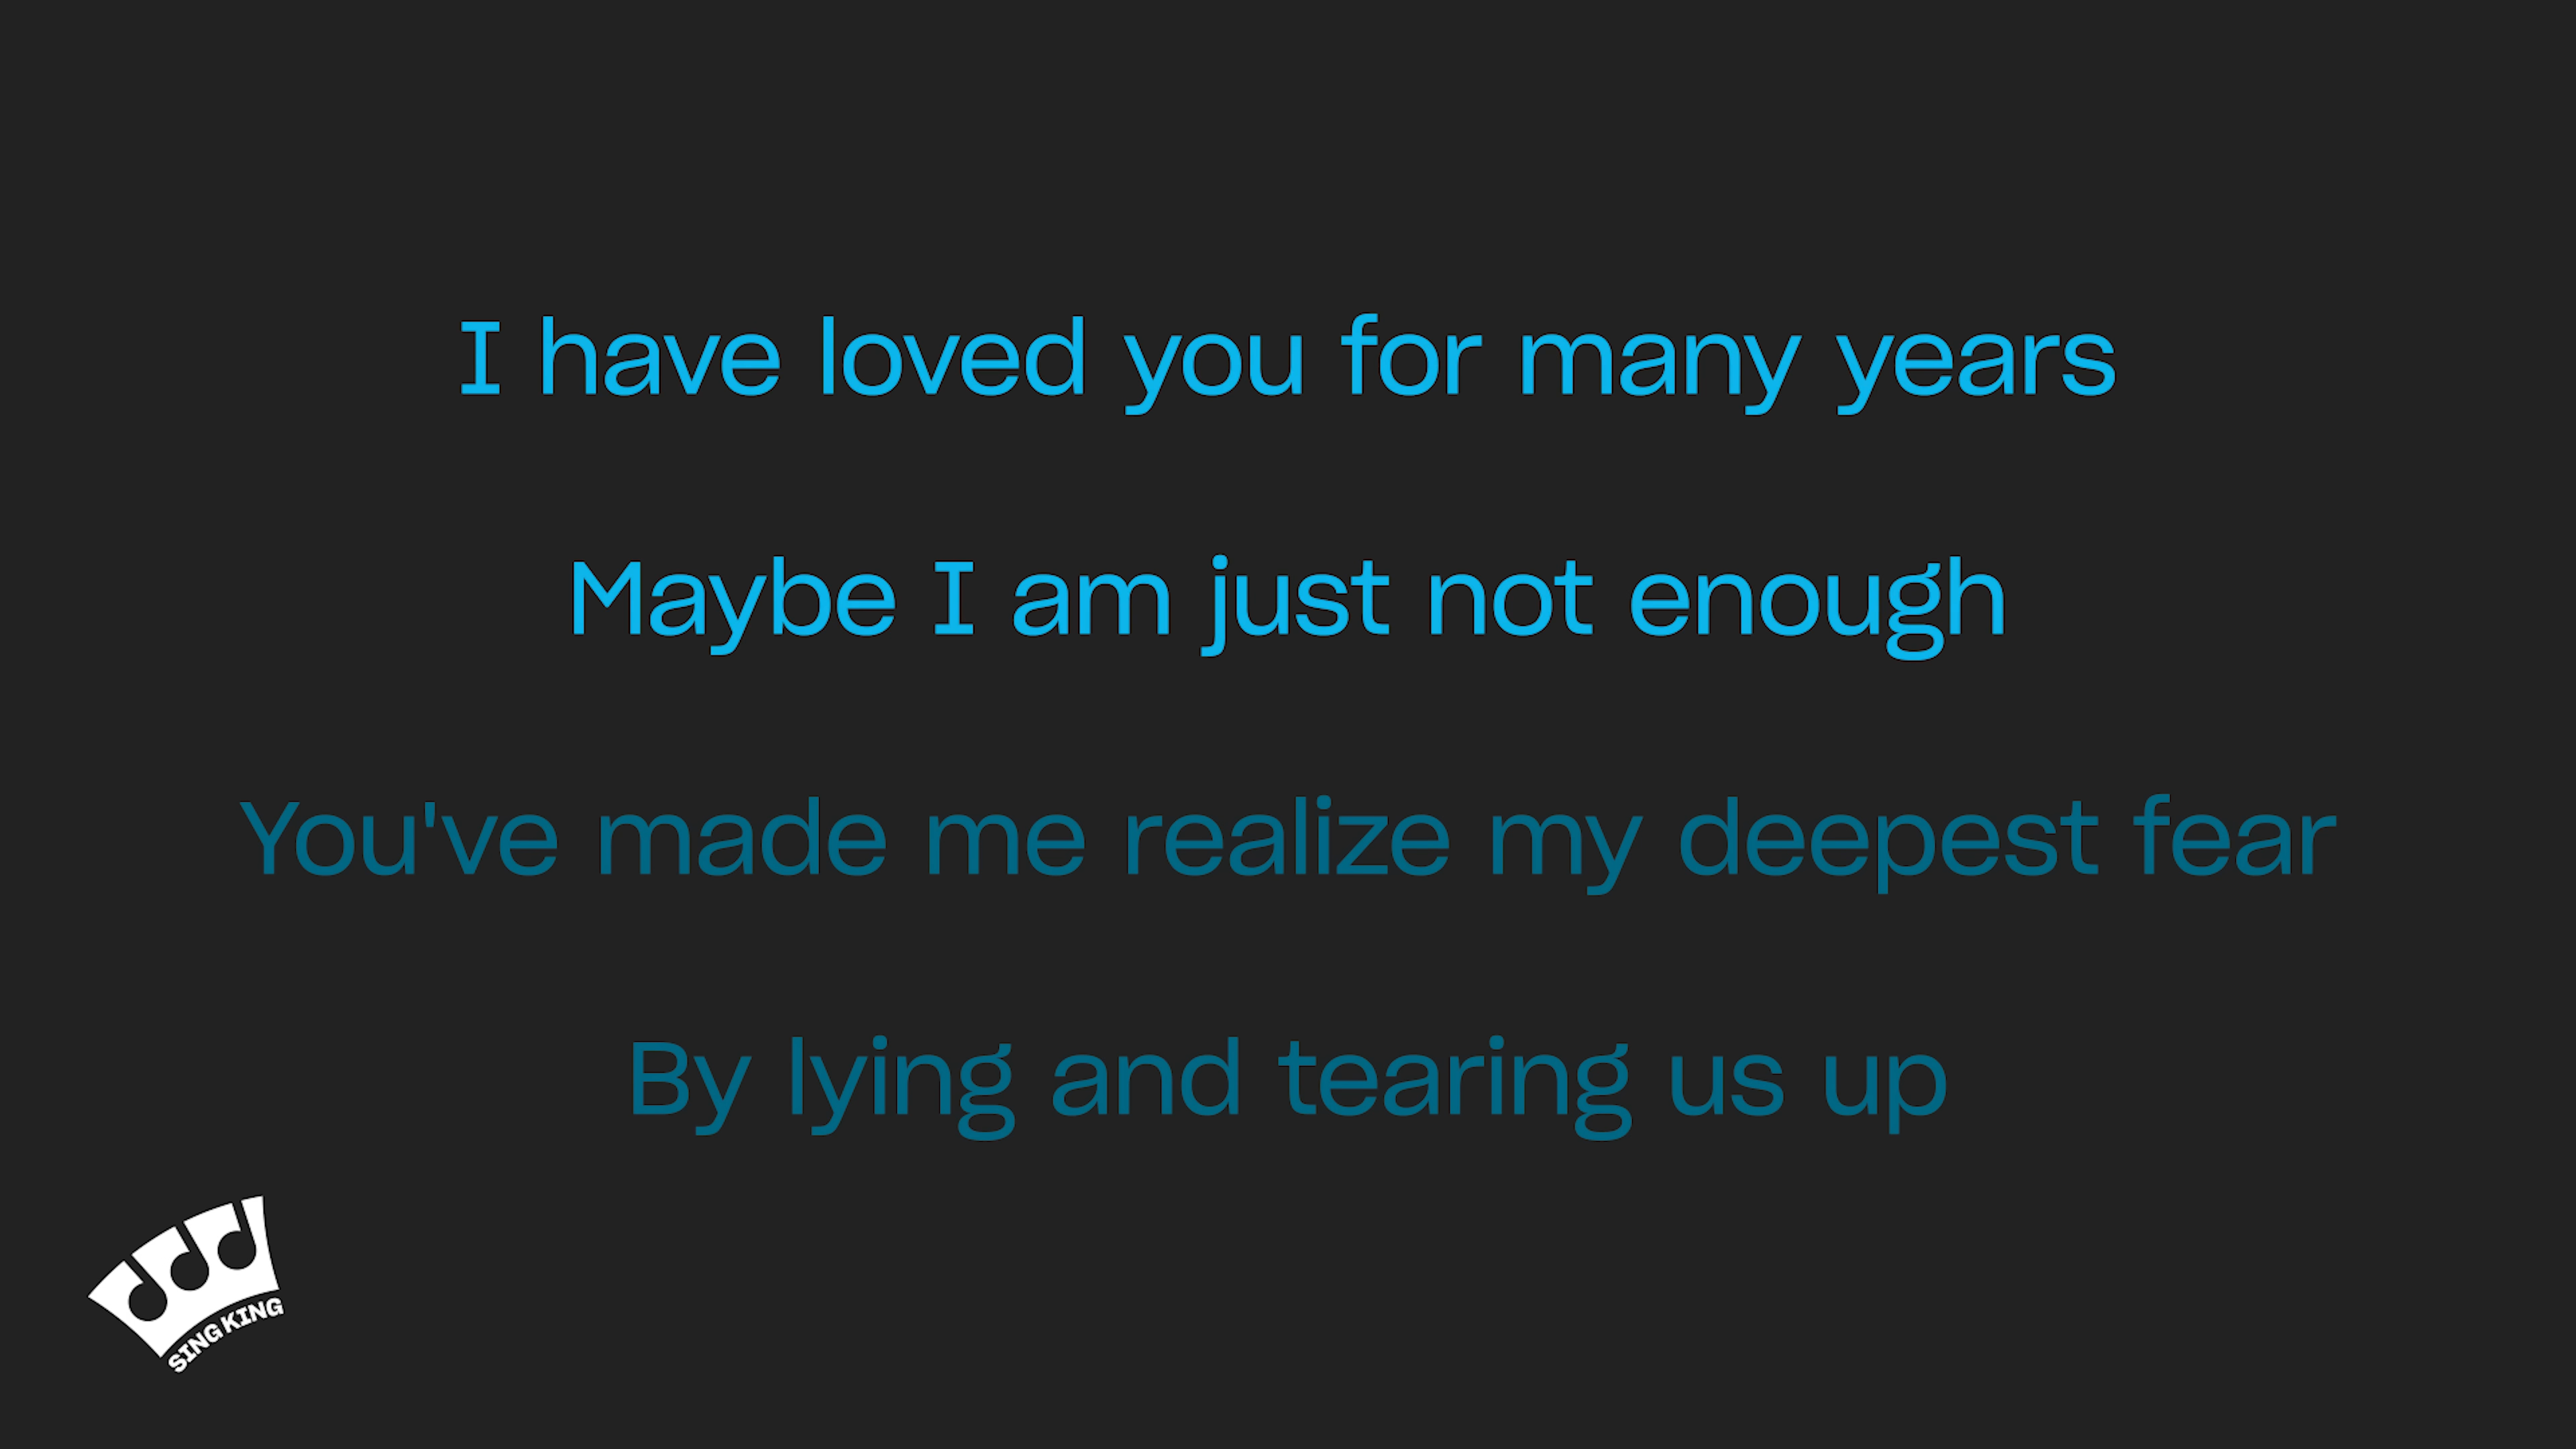 I have loved you for many years
Maybe I am just not enough
You've made me realize my deepest fear
By lying and tearing us up
SING KING